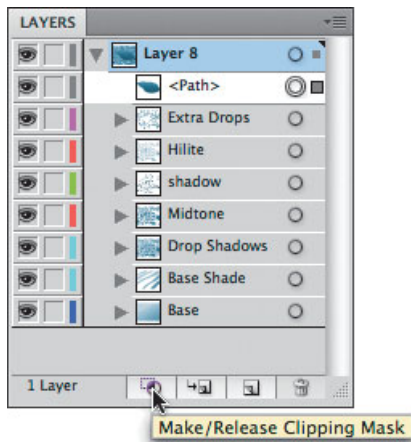 LAYERS
Layer 8
<Path>
Extra Drops
Hilite
shadow
Midtone
Drop Shadows
Base Shade
Base
1 Layer
Make/Release Clipping Mask